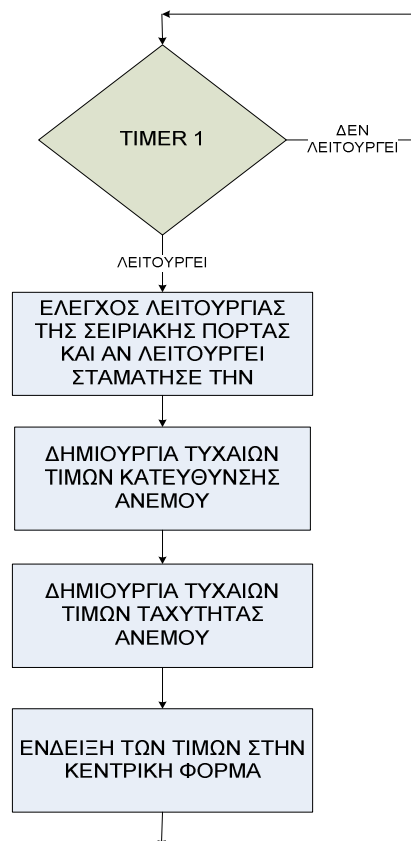 TIMER 1
ΔΕΝ
ΛΕΙΤΟΥΡΓΕΙ
ΛΕΙΤΟΥΡΓΕΙ
ΕΛΕΓΧΟΣ ΛΕΙΤΟΥΡΓΙΑΣ
ΤΗΣ ΣΕΙΡΙΑΚΗΣ ΠΟΡΤΑΣ
ΚΑΙ ΑΝ ΛΕΙΤΟΥΡΓΕΙ
ΣΤΑΜΑΤΗΣΕ ΤΗΝ
ΔΗΜΙΟΥΡΓΙΑ ΤΥΧΑΙΩΝ
ΤΙΜΩΝ ΚΑΤΕΥΘΥΝΣΗΣ
ΑΝΕΜΟΥ
ΔΗΜΙΟΥΡΓΙΑ ΤΥΧΑΙΩΝ
ΤΙΜΩΝ ΤΑΧΥΤΗΤΑΣ
ΑΝΕΜΟΥ
ΕΝΔΕΙΞΗ ΤΩΝ ΤΙΜΩΝ ΣΤΗΝ
ΚΕΝΤΡΙΚΗ ΦΟΡΜΑ